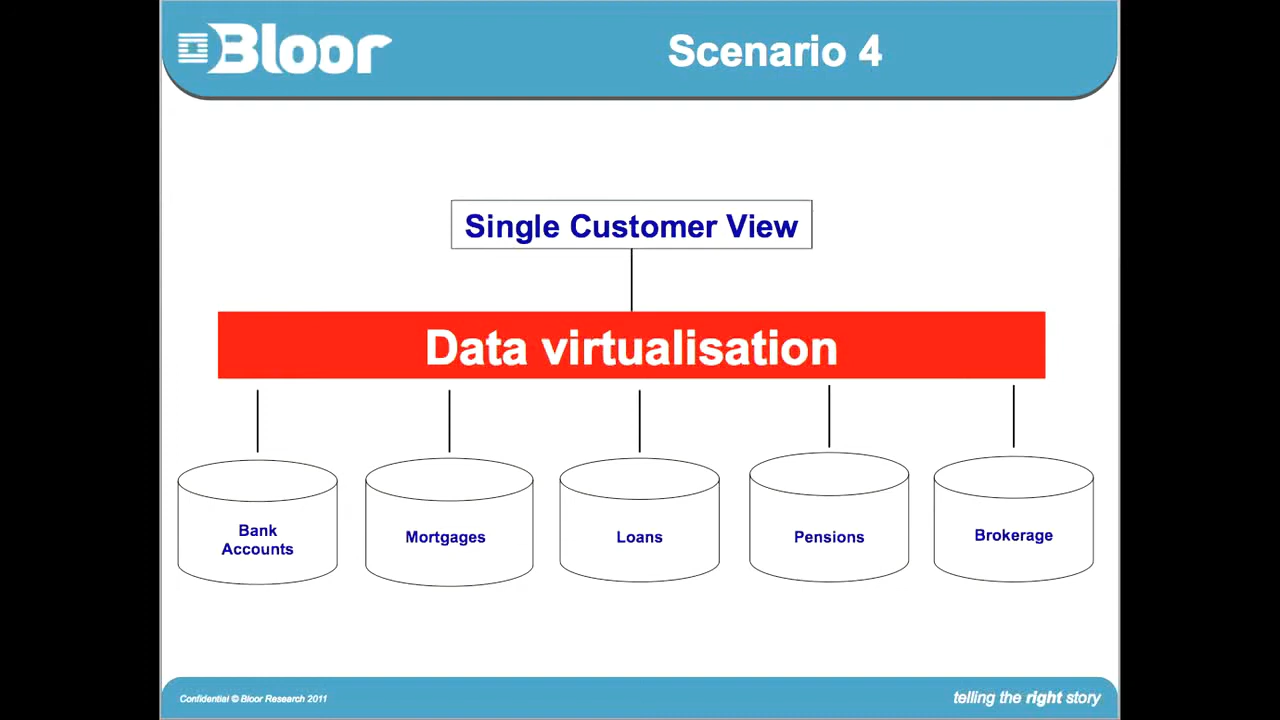 Bloor
Scenario 4
Single Customer View
Data virtualisation
Bank
Accounts
Mortgages
Loans
Pensions
Brokerage
Confidential © Bloor Research 2011
telling the right story